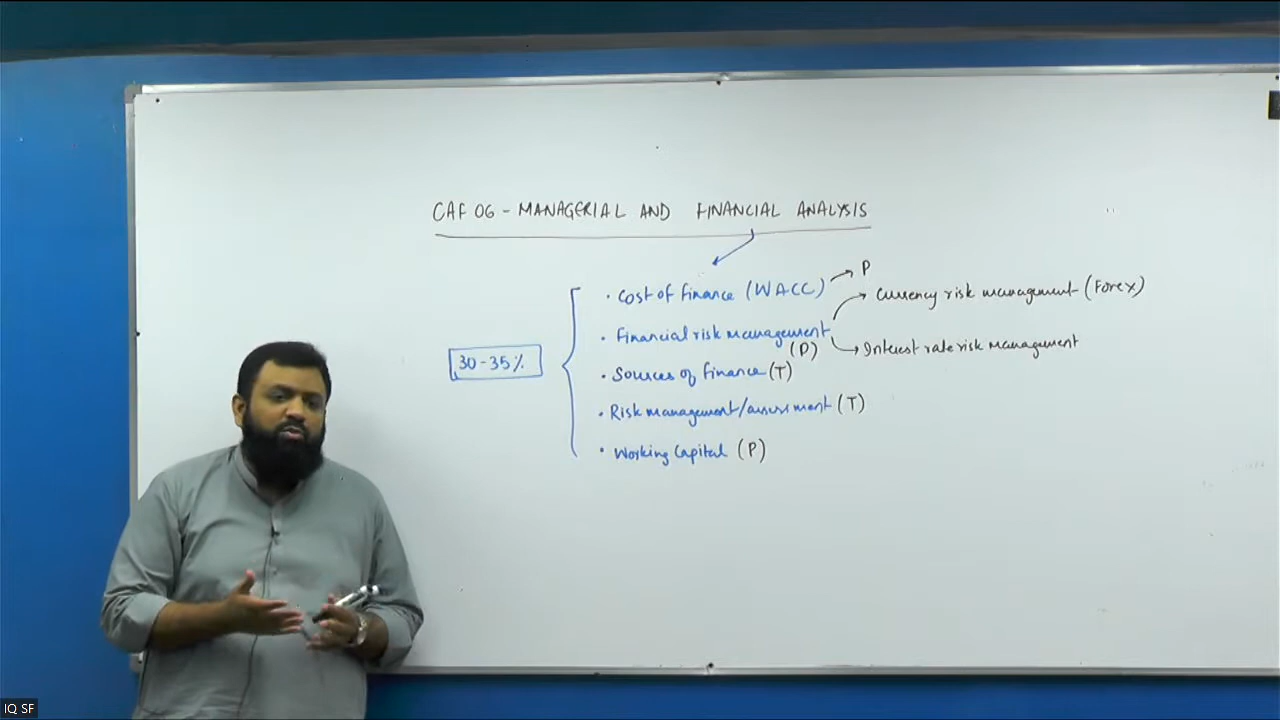 CAF 06 - MANAGERIAL AND FINANCIAL ANALYSIS
30-35%
• Cost of finance (WACC) P
• Financial risk management (P)
Currency risk management (Forex)
Interest rate risk management
• Sources of finance (T)
• Risk management/assessment (T)
• Working Capital (P)
IQ SF